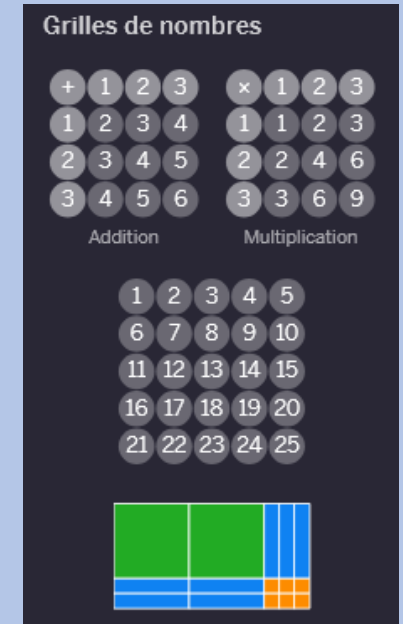 Grilles de nombres
+ 1 2 3
1 2 3 4
2 3 4 5
3 4 5 6
Addition
× 1 2 3
1 1 2 3
2 2 4 6
3 3 6 9
Multiplication
1 2 3 4 5
6 7 8 9 10
11 12 13 14 15
16 17 18 19 20
21 22 23 24 25